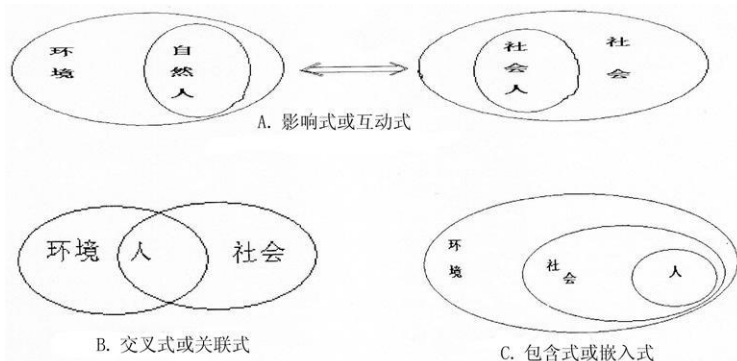 环境
自然人
社会人
社会
A. 影响式或互动式
环境
人
社会
B. 交叉式或关联式
环境
社会
人
C. 包含式或嵌入式